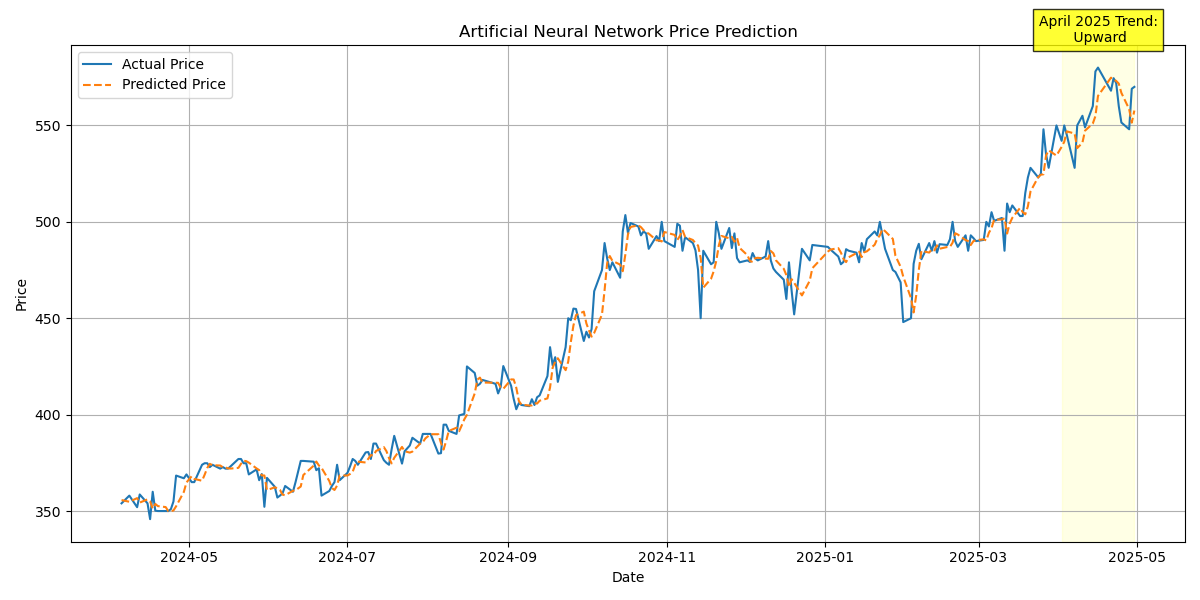 April 2025 Trend:
Upward
Artificial Neural Network Price Prediction
Actual Price
Predicted Price
Price
550
500
450
400
350
2024-05
2024-07
2024-09
2024-11
2025-01
2025-03
2025-05
Date